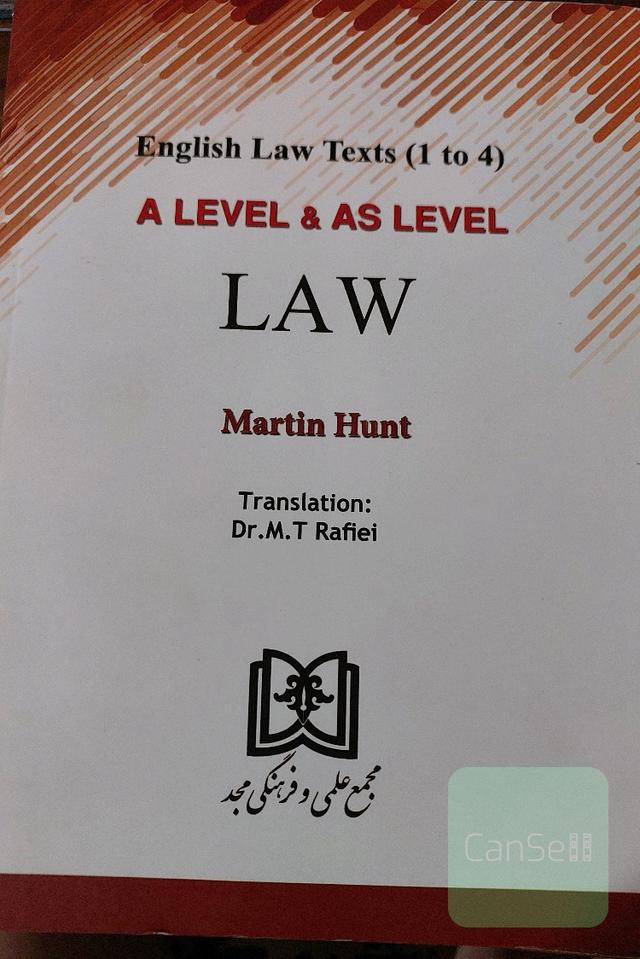 English Law Texts (1 to 4)
A LEVEL & AS LEVEL
LAW
Martin Hunt
Translation:
Dr.M.T Rafiei
مجمع علمی و فرهنگی مجد
CanSell